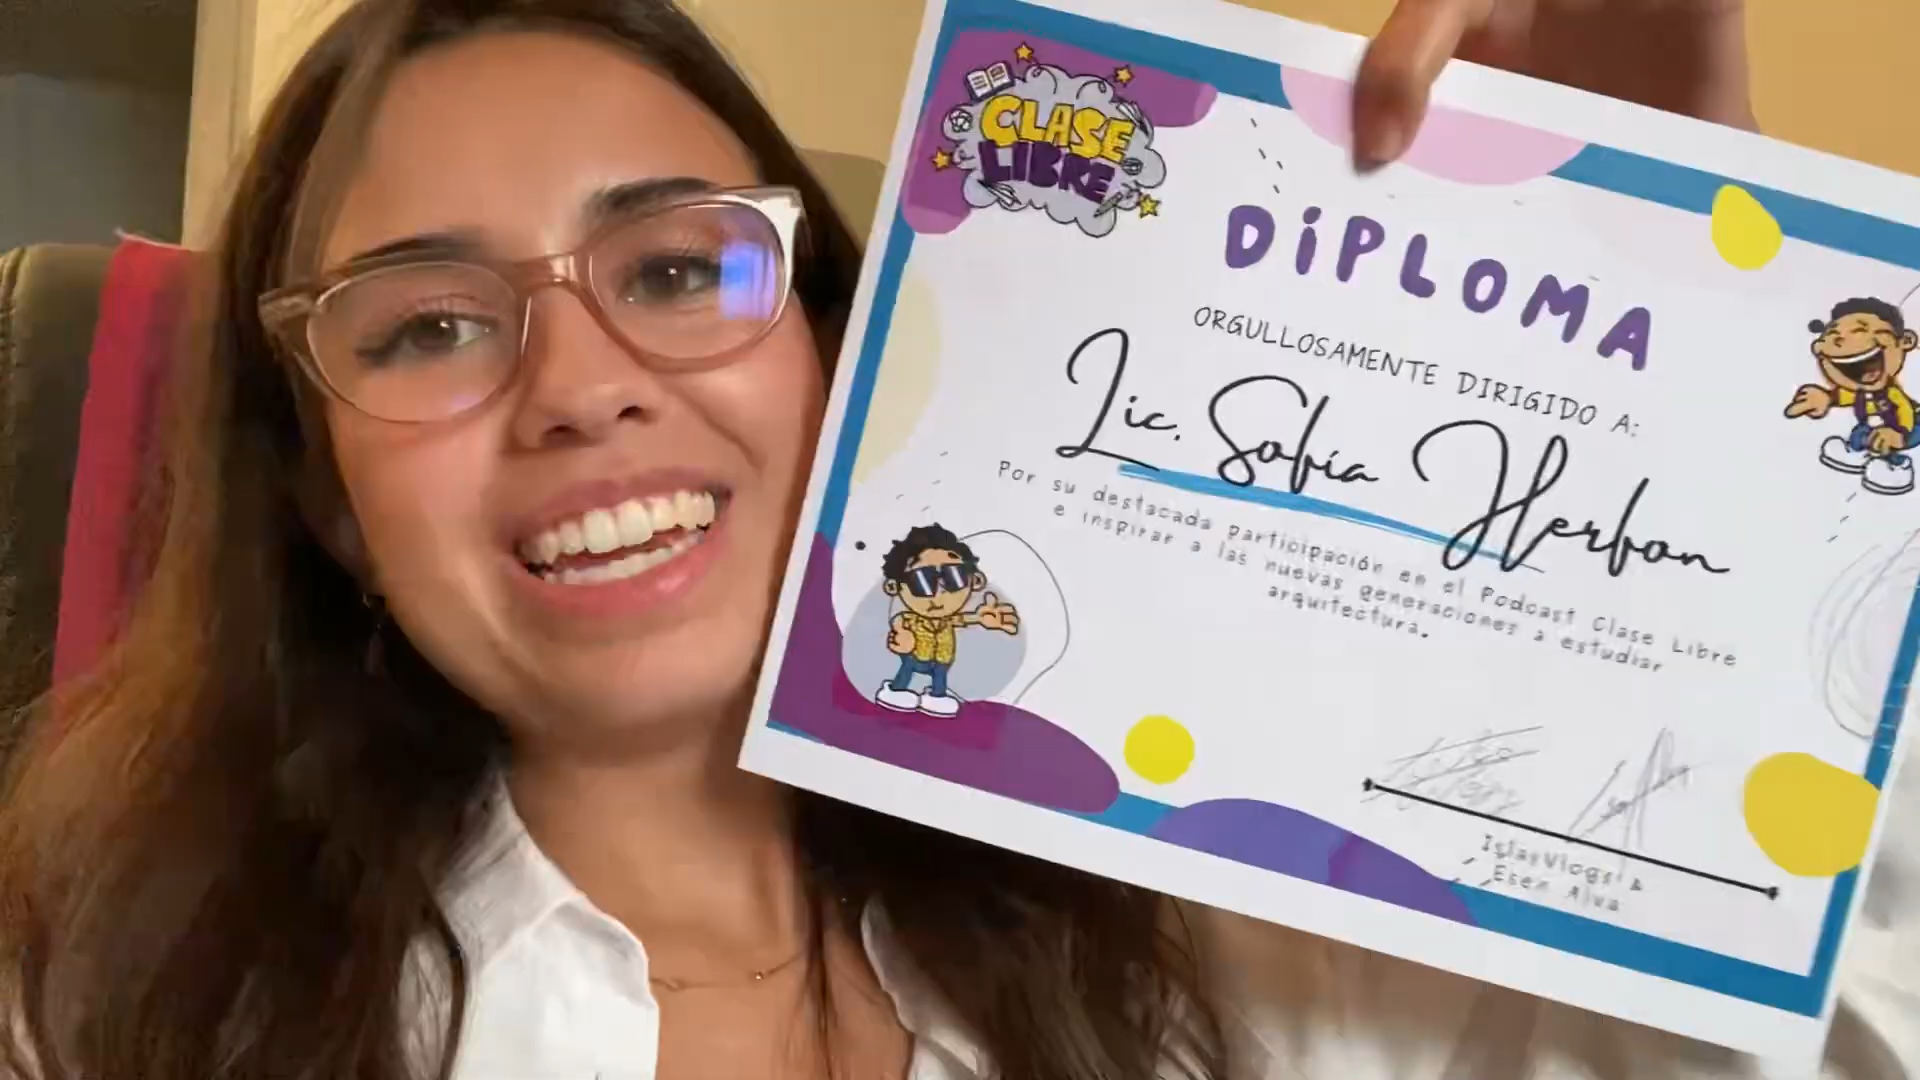 CLASE
LIBRE
DiPLOMA
ORGULLOSAMENTE DIRIGIDO A:
Lic. Sofía Herbon
Por su destacada participación en el Podcast Clase Libre
e inspirar a las nuevas generaciones a estudiar
arquitectura.
IslasVlogs &
Eben Alva